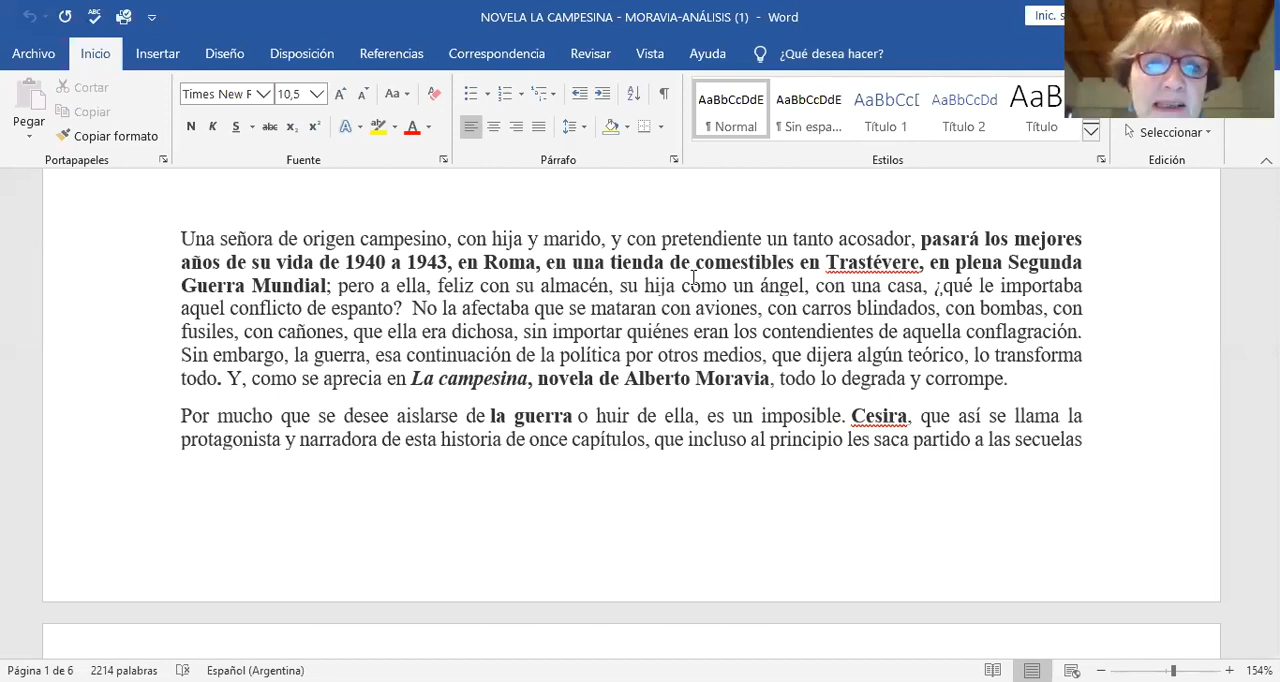 NOVELA LA CAMPESINA - MORAVIA-ANÁLISIS (1) - Word
Inic. s
Archivo Inicio Insertar Diseño Disposición Referencias Correspondencia Revisar Vista Ayuda ¿Qué desea hacer?
Pegar
Cortar
Copiar
Copiar formato
Portapapeles
Times New F 10,5
Aa
N K S abc x₂ x² A A
Fuente
Párrafo
AaBbCcDdE AaBbCcDdE AaBbCcD AaBbCcDd AaB
¶ Normal ¶ Sin espa... Título 1 Título 2 Título
Estilos
Seleccionar
Edición
Una señora de origen campesino, con hija y marido, y con pretendiente un tanto acosador, pasará los mejores
años de su vida de 1940 a 1943, en Roma, en una tienda de comestibles en Trastévere, en plena Segunda
Guerra Mundial; pero a ella, feliz con su almacén, su hija como un ángel, con una casa, ¿qué le importaba
aquel conflicto de espanto? No la afectaba que se mataran con aviones, con carros blindados, con bombas, con
fusiles, con cañones, que ella era dichosa, sin importar quiénes eran los contendientes de aquella conflagración.
Sin embargo, la guerra, esa continuación de la política por otros medios, que dijera algún teórico, lo transforma
todo. Y, como se aprecia en La campesina, novela de Alberto Moravia, todo lo degrada y corrompe.
Por mucho que se desee aislarse de la guerra o huir de ella, es un imposible. Cesira, que así se llama la
protagonista y narradora de esta historia de once capítulos, que incluso al principio les saca partido a las secuelas
Página 1 de 6 2214 palabras Español (Argentina) 154%